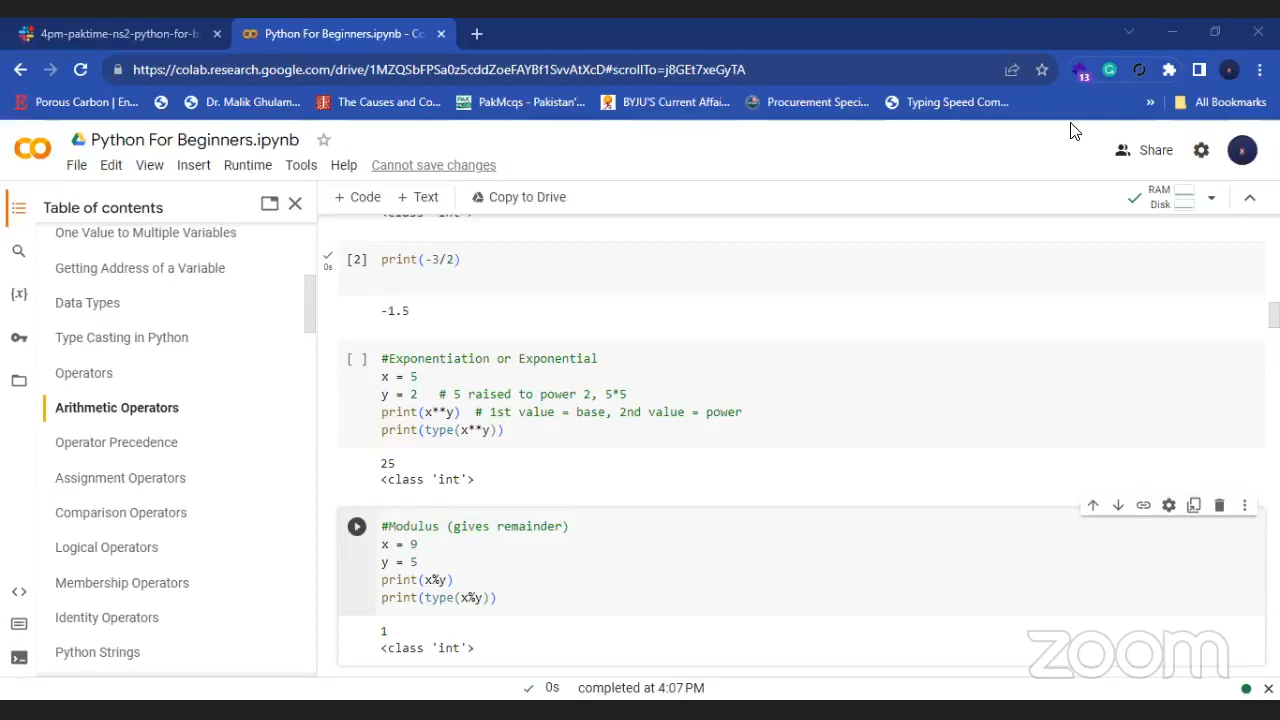 4pm-paktime-ns2-python-for-b
Python For Beginners.ipynb - Co
https://colab.research.google.com/drive/1MZQSbFPSa0z5cddZoeFAYBf1SvvAtXcD#scrollTo=j8GEt7xeGyTA
13
Porous Carbon | En...
Dr. Malik Ghulam...
The Causes and Co...
PakMcqs - Pakistan'...
BYJU'S Current Affai...
Procurement Speci...
Typing Speed Com...
»
All Bookmarks
Python For Beginners.ipynb
Share
File Edit View Insert Runtime Tools Help Cannot save changes
Table of contents
+ Code + Text Copy to Drive
RAM
Disk
One Value to Multiple Variables
Getting Address of a Variable
Data Types
Type Casting in Python
Operators
Arithmetic Operators
Operator Precedence
Assignment Operators
Comparison Operators
Logical Operators
Membership Operators
Identity Operators
Python Strings
{x}
<class 'int'>
0s
[2] print(-3/2)
-1.5
[ ] #Exponentiation or Exponential
x = 5
y = 2 # 5 raised to power 2, 5*5
print(x**y) # 1st value = base, 2nd value = power
print(type(x**y))
25
<class 'int'>
#Modulus (gives remainder)
x = 9
y = 5
print(x%y)
print(type(x%y))
1
<class 'int'>
zoom
0s completed at 4:07PM